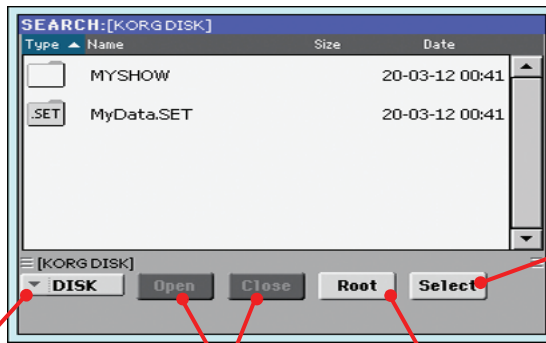 SEARCH:[KORG DISK]
Type Name Size Date
MYSHOW 20-03-12 00:41
.SET MyData.SET 20-03-12 00:41
[KORG DISK]
DISK Open Close Root Select